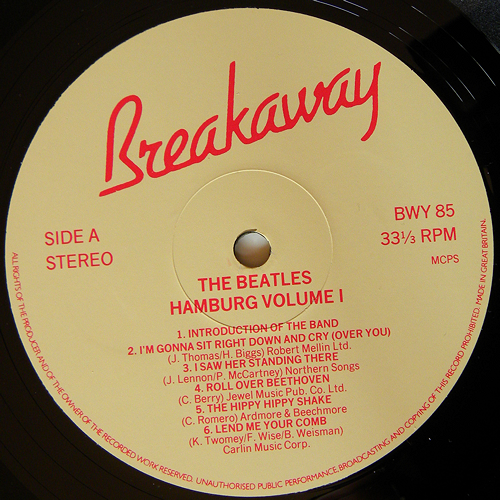 Breakaway
SIDE A
STEREO
BWY 85
33⅓ RPM
MCPS
THE BEATLES
HAMBURG VOLUME I
1. INTRODUCTION OF THE BAND
2. I'M GONNA SIT RIGHT DOWN AND CRY (OVER YOU)
(J. Thomas/H. Biggs) Robert Mellin Ltd.
3. I SAW HER STANDING THERE
(J. Lennon/P. McCartney) Northern Songs
4. ROLL OVER BEETHOVEN
(C. Berry) Jewel Music Pub. Co. Ltd.
5. THE HIPPY HIPPY SHAKE
(C. Romero) Ardmore & Beechmore
6. LEND ME YOUR COMB
(K. Twomey/F. Wise/B. Weisman)
Carlin Music Corp.
ALL RIGHTS OF THE PRODUCER AND OF THE OWNER OF THE RECORDED WORK RESERVED. UNAUTHORISED PUBLIC PERFORMANCE, BROADCASTING AND COPYING OF THIS RECORD PROHIBITED. MADE IN GREAT BRITAIN.